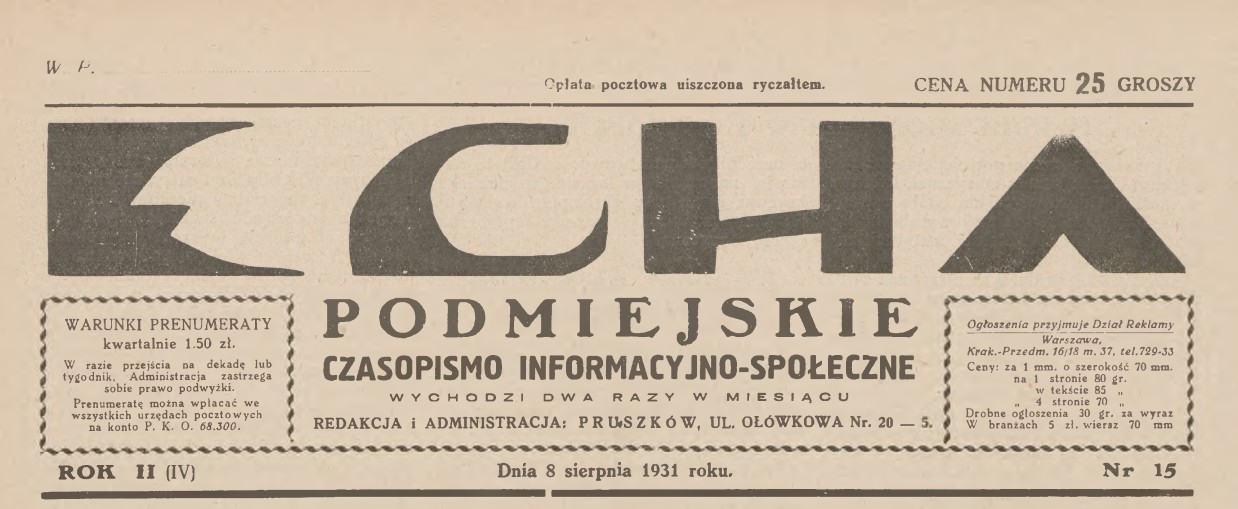 W P.
Opłata pocztowa uiszczona ryczałtem.
CENA NUMERU 25 GROSZY
ECHA
PODMIEJSKIE
CZASOPISMO INFORMACYJNO-SPOŁECZNE
WYCHODZI DWA RAZY W MIESIĄCU
REDAKCJA i ADMINISTRACJA: PRUSZKÓW, UL. OŁÓWKOWA Nr. 20 — 5.
WARUNKI PRENUMERATY
kwartalnie 1.50 zł.
W razie przejścia na dekadę lub
tygodnik, Administracja zastrzega
sobie prawo podwyżki.
Prenumeratę można wpłacać we
wszystkich urzędach pocztowych
na konto P. K. O. 68.300.
Ogłoszenia przyjmuje Dział Reklamy
Warszawa,
Krak.-Przedm. 16/18 m. 37, tel. 729-33
Ceny: za 1 mm. o szerokość 70 mm.
na 1 stronie 80 gr.
w tekście 85 „
„ 4 stronie 70 „
Drobne ogłoszenia 30 gr. za wyraz
W branżach 5 zł. wiersz 70 mm
ROK II (IV)
Dnia 8 sierpnia 1931 roku.
Nr 15